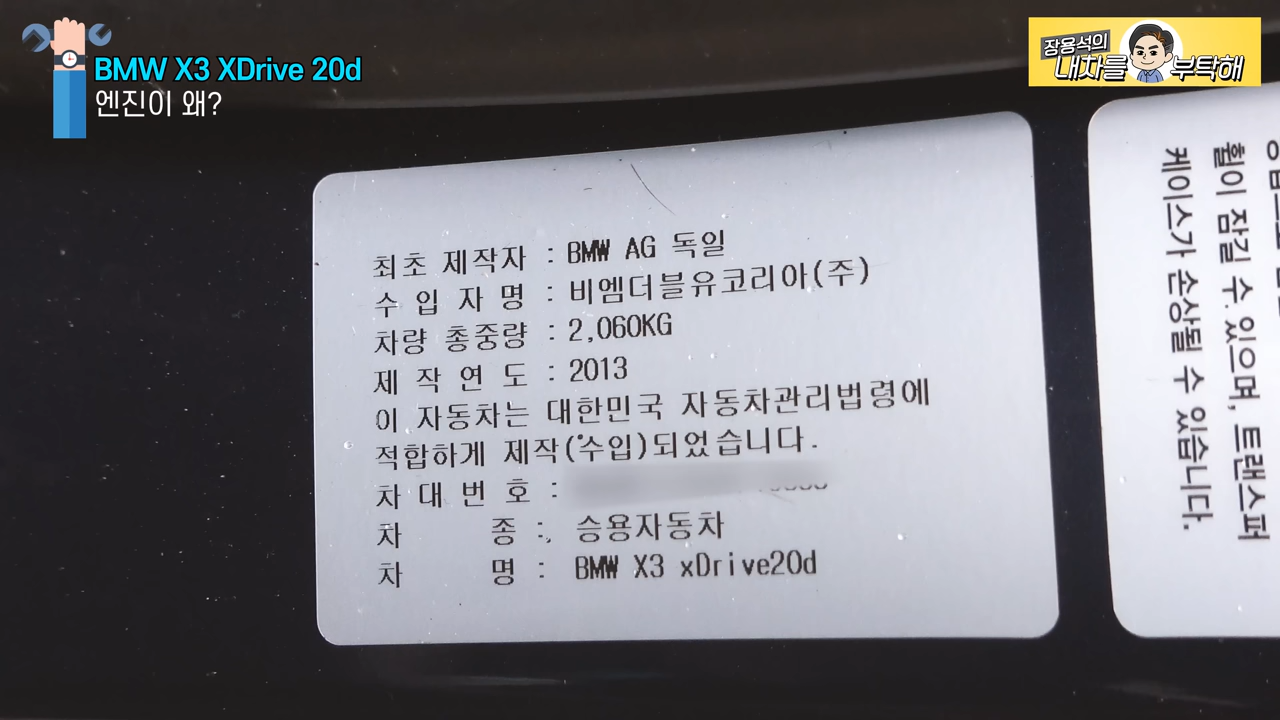 BMW X3 XDrive 20d
엔진이 왜?
장용석의
내차를 부탁해
최초 제작자 : BMW AG 독일
수 입 자 명 : 비엠더블유코리아(주)
차량 총중량 : 2,060KG
제 작 연 도 : 2013
이 자동차는 대한민국 자동차관리법령에
적합하게 제작(수입)되었습니다.
차 대 번 호 :
차 종 : 승용자동차
차 명 : BMW X3 xDrive20d
휠이 잠길 수 있으며, 트랜스퍼
케이스가 손상될 수 있습니다.